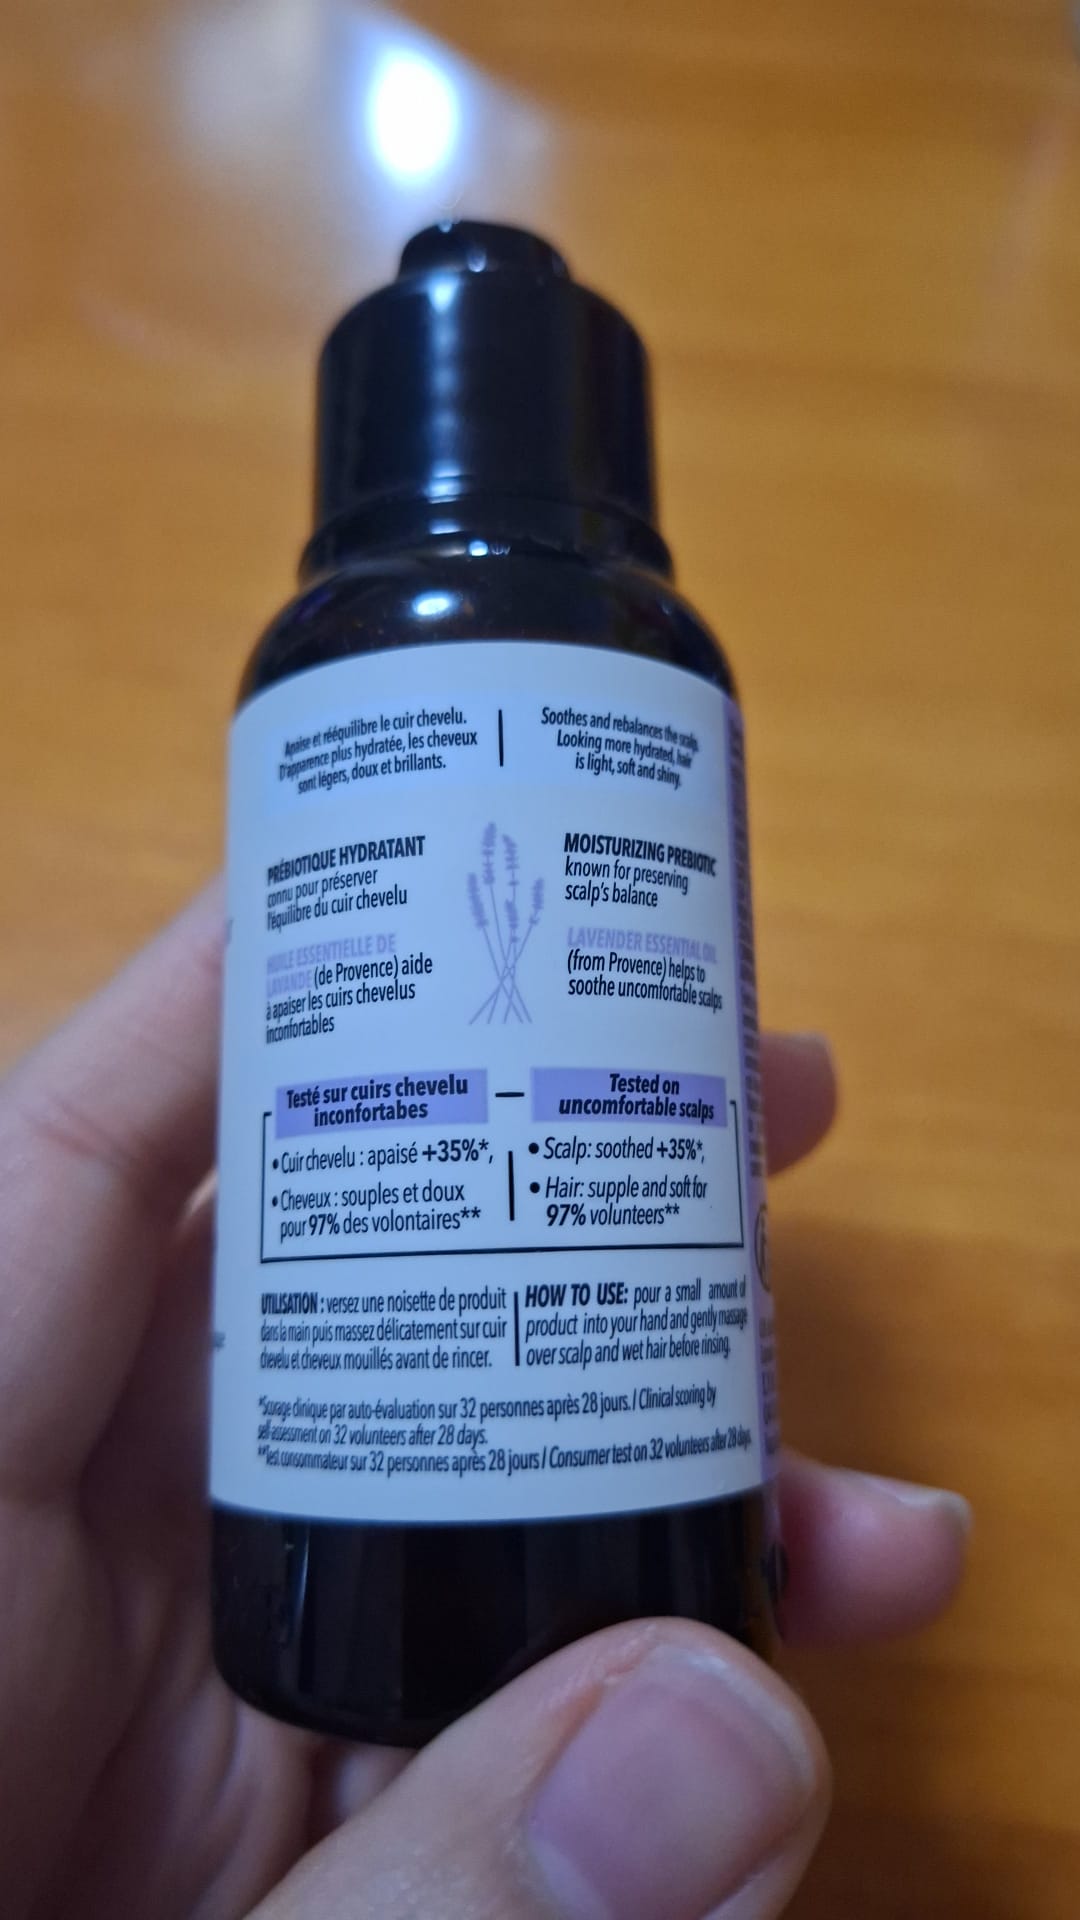 Apaise et rééquilibre le cuir chevelu.
D'apparence plus hydratée, les cheveux
sont légers, doux et brillants.
Soothes and rebalances the scalp.
Looking more hydrated, hair
is light, soft and shiny.
PRÉBIOTIQUE HYDRATANT
connu pour préserver
l'équilibre du cuir chevelu
HUILE ESSENTIELLE DE
LAVANDE (de Provence) aide
à apaiser les cuirs chevelus
inconfortables
MOISTURIZING PREBIOTIC
known for preserving
scalp's balance
LAVENDER ESSENTIAL OIL
(from Provence) helps to
soothe uncomfortable scalps
Testé sur cuirs chevelu
inconfortabes
• Cuir chevelu : apaisé +35%*,
• Cheveux : souples et doux
pour 97% des volontaires**
Tested on
uncomfortable scalps
• Scalp: soothed +35%*,
• Hair: supple and soft for
97% volunteers**
UTILISATION : versez une noisette de produit
dans la main puis massez délicatement sur cuir
chevelu et cheveux mouillés avant de rincer.
HOW TO USE: pour a small amount of
product into your hand and gently massage
over scalp and wet hair before rinsing.
*Scorage clinique par auto-évaluation sur 32 personnes après 28 jours. / Clinical scoring by
self-assessment on 32 volunteers after 28 days.
**Test consommateur sur 32 personnes après 28 jours / Consumer test on 32 volunteers after 28 days.